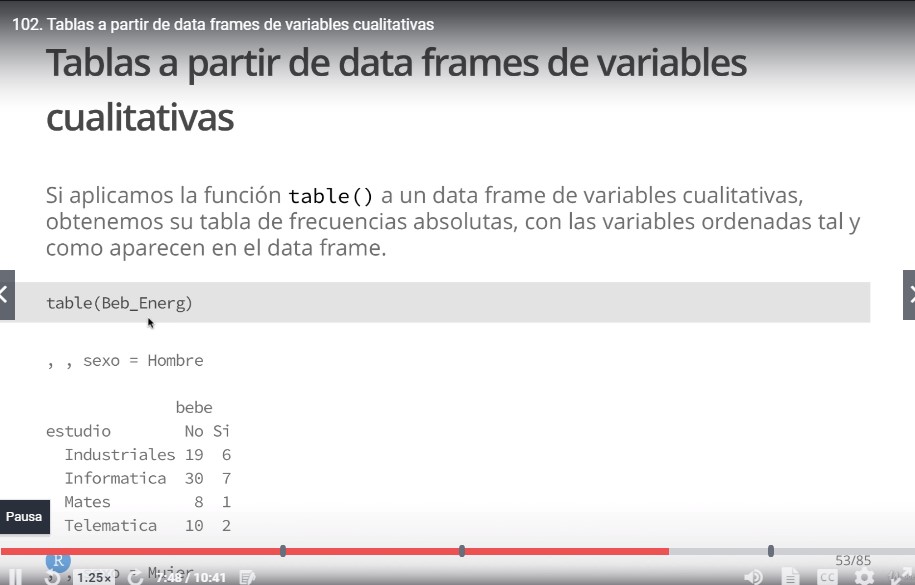 102. Tablas a partir de data frames de variables cualitativas
Tablas a partir de data frames de variables
cualitativas
Si aplicamos la función table() a un data frame de variables cualitativas,
obtenemos su tabla de frecuencias absolutas, con las variables ordenadas tal y
como aparecen en el data frame.
table(Beb_Energ)
, , sexo = Hombre
bebe
estudio No Si
Industriales 19 6
Informatica 30 7
Mates 8 1
Telematica 10 2
Pausa
R
53/85
Mujer
1.25x
7:48 / 10:41
CC